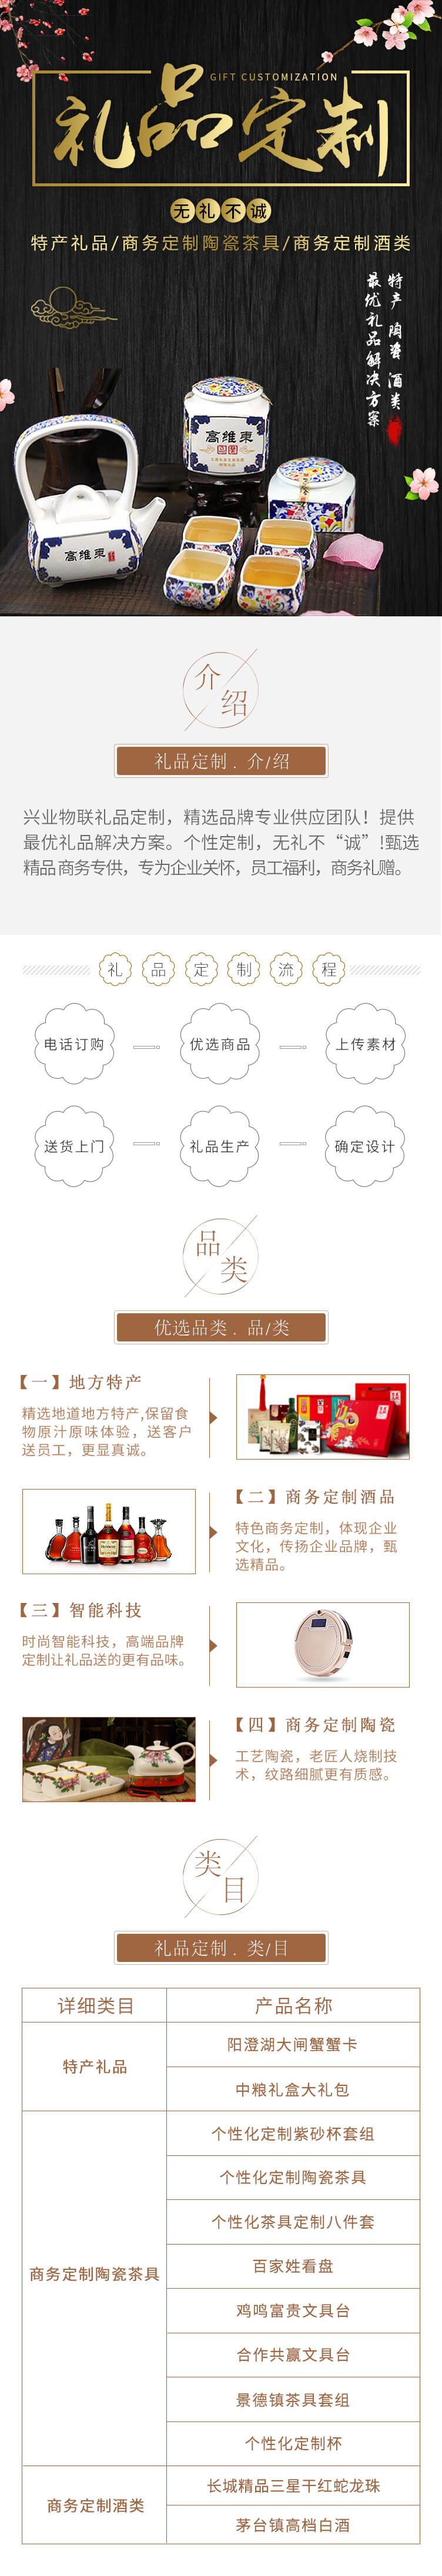 GIFT CUSTOMIZATION
礼品定制
无礼不诚
特产礼品/商务定制陶瓷茶具/商务定制酒类
特产 陶瓷 酒类
最优礼品解决方案
高维枣
高维枣
介
绍
礼品定制 . 介/绍
兴业物联礼品定制，精选品牌专业供应团队！提供
最优礼品解决方案。个性定制，无礼不“诚”!甄选
精品商务专供，专为企业关怀，员工福利，商务礼赠。
礼品定制流程
电话订购
优选商品
上传素材
送货上门
礼品生产
确定设计
品
类
优选品类 . 品/类
【一】地方特产
精选地道地方特产,保留食
物原汁原味体验，送客户
送员工，更显真诚。
【二】商务定制酒品
特色商务定制，体现企业
文化，传扬企业品牌，甄
选精品。
【三】智能科技
时尚智能科技，高端品牌
定制让礼品送的更有品味。
【四】商务定制陶瓷
工艺陶瓷，老匠人烧制技
术，纹路细腻更有质感。
类
目
礼品定制 . 类/目
详细类目
产品名称
特产礼品
阳澄湖大闸蟹蟹卡
中粮礼盒大礼包
商务定制陶瓷茶具
个性化定制紫砂杯套组
个性化定制陶瓷茶具
个性化茶具定制八件套
百家姓看盘
鸡鸣富贵文具台
合作共赢文具台
景德镇茶具套组
个性化定制杯
商务定制酒类
长城精品三星干红蛇龙珠
茅台镇高档白酒